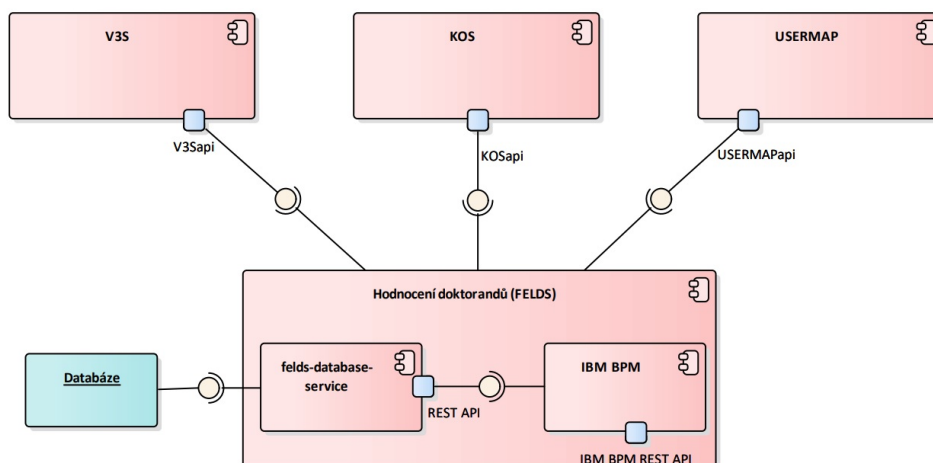 V3S
KOS
USERMAP
V3Sapi
KOSapi
USERMAPapi
Hodnocení doktorandů (FELDS)
Databáze
felds-database-
service
IBM BPM
REST API
IBM BPM REST API